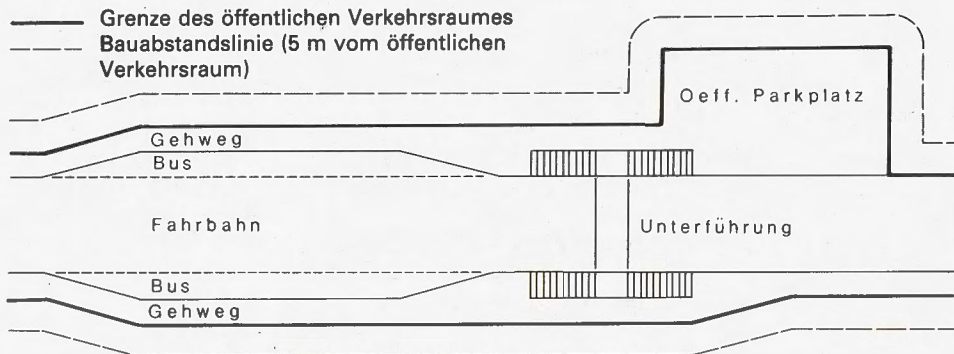 Grenze des öffentlichen Verkehrsraumes
Bauabstandslinie (5 m vom öffentlichen
Verkehrsraum)
Oeff. Parkplatz
Gehweg
Bus
Fahrbahn
Unterführung
Bus
Gehweg